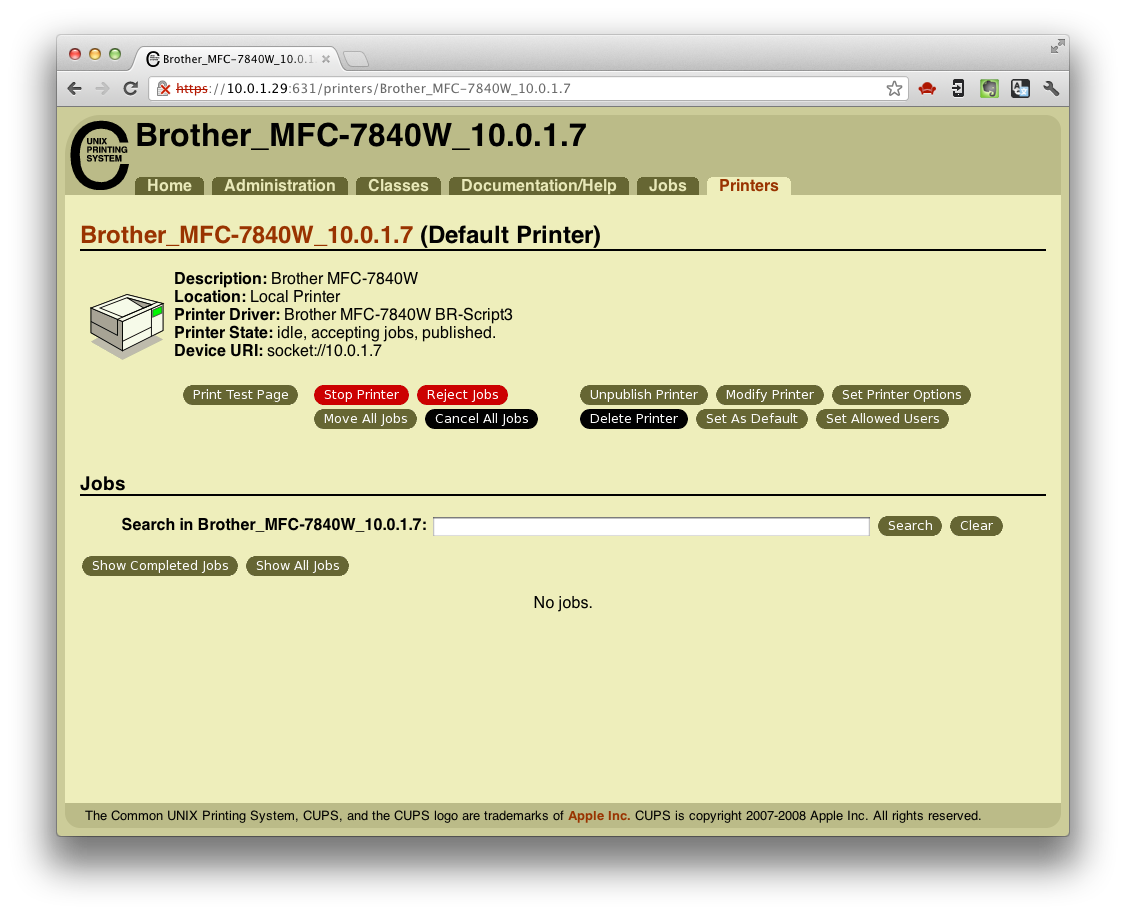 Brother_MFC-7840W_10.0.1
https://10.0.1.29:631/printers/Brother_MFC-7840W_10.0.1.7
UNIX
PRINTING
SYSTEM
Brother_MFC-7840W_10.0.1.7
Home Administration Classes Documentation/Help Jobs Printers
Brother_MFC-7840W_10.0.1.7 (Default Printer)
Description: Brother MFC-7840W
Location: Local Printer
Printer Driver: Brother MFC-7840W BR-Script3
Printer State: idle, accepting jobs, published.
Device URI: socket://10.0.1.7
Print Test Page Stop Printer Reject Jobs Unpublish Printer Modify Printer Set Printer Options
Move All Jobs Cancel All Jobs Delete Printer Set As Default Set Allowed Users
Jobs
Search in Brother_MFC-7840W_10.0.1.7: Search Clear
Show Completed Jobs Show All Jobs
No jobs.
The Common UNIX Printing System, CUPS, and the CUPS logo are trademarks of Apple Inc. CUPS is copyright 2007-2008 Apple Inc. All rights reserved.